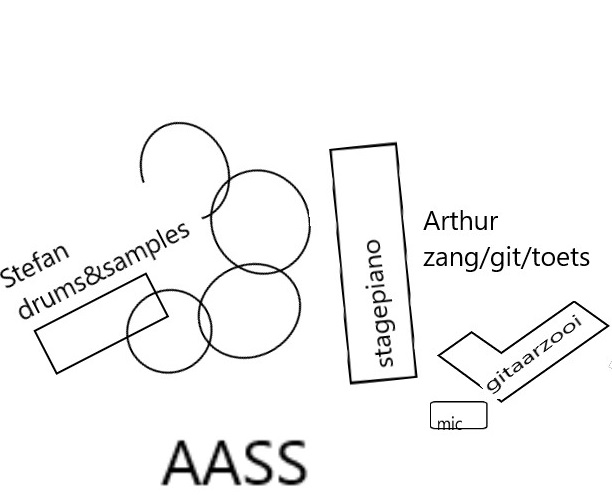 Stefan
drums&samples
stagepiano
Arthur
zang/git/toets
gitaarzooi
mic
AASS